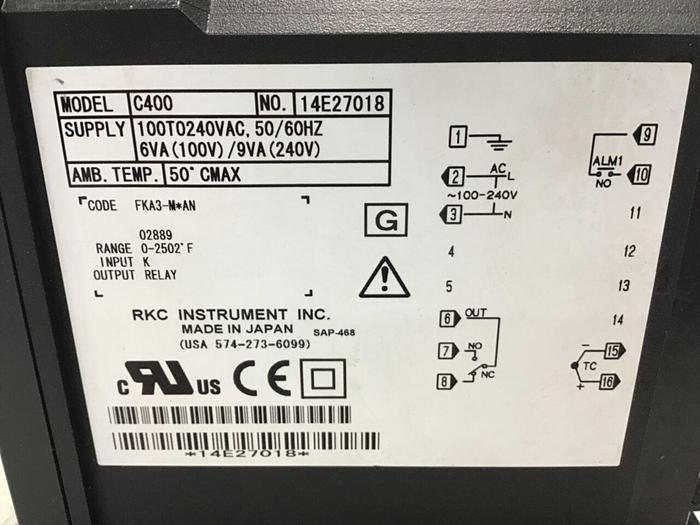 MODEL C400 NO. 14E27018
SUPPLY 100TO240VAC, 50/60HZ
6VA(100V)/9VA(240V)
AMB. TEMP. 50°CMAX
CODE FKA3-M*AN
02889
RANGE 0-2502°F
INPUT K
OUTPUT RELAY
G
RKC INSTRUMENT INC.
MADE IN JAPAN SAP-468
(USA 574-273-6099)
c RU US CE
*14E27018*
1
2 AC L
~100-240V
3 N
4
5
6 OUT
7 NO
8 NC
9
ALM1
NO 10
11
12
13
14
- 15
TC
+ 16